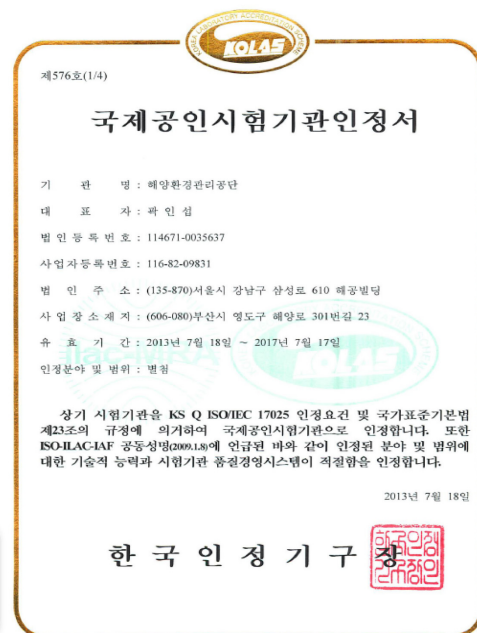 KOREA LABORATORY ACCREDITATION SCHEME
KOLAS
제576호(1/4)
국제공인시험기관인정서
기 관 명 : 해양환경관리공단
대 표 자 : 곽 인 섭
법 인 등 록 번 호 : 114671-0035637
사업자등록번호 : 116-82-09831
법 인 주 소 : (135-870)서울시 강남구 삼성로 610 해공빌딩
사 업 장 소 재 지 : (606-080)부산시 영도구 해양로 301번길 23
유 효 기 간 : 2013년 7월 18일 ~ 2017년 7월 17일
인정분야 및 범위 : 별첨
ilac-MRA
KOLAS
상기 시험기관을 KS Q ISO/IEC 17025 인정요건 및 국가표준기본법
제23조의 규정에 의거하여 국제공인시험기관으로 인정합니다. 또한
ISO-ILAC-IAF 공동성명(2009.1.8)에 언급된 바와 같이 인정된 분야 및 범위에
대한 기술적 능력과 시험기관 품질경영시스템이 적절함을 인정합니다.
2013년 7월 18일
한 국 인 정 기 구 장